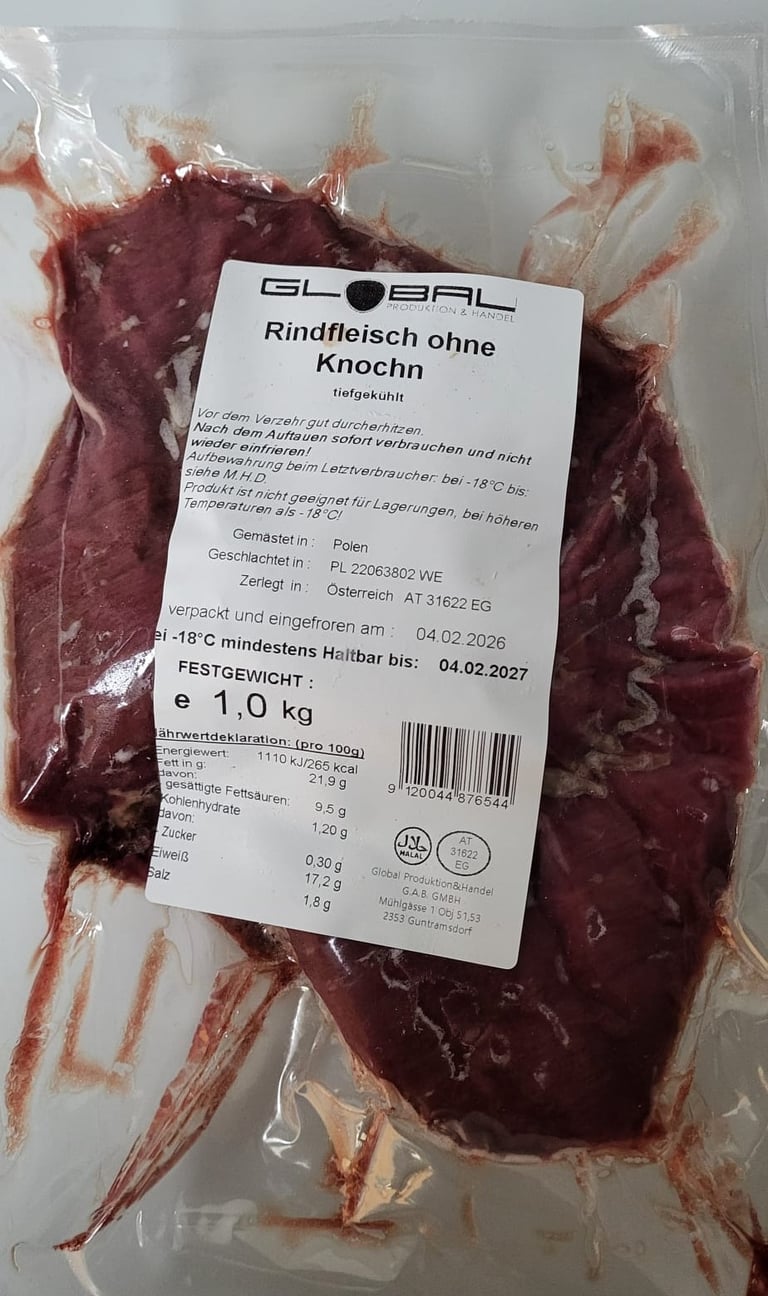 GLOBAL
PRODUKTION & HANDEL
Rindfleisch ohne
Knochn
tiefgekühlt
Vor dem Verzehr gut durcherhitzen.
Nach dem Auftauen sofort verbrauchen und nicht
wieder einfrieren!
Aufbewahrung beim Letztverbraucher: bei -18°C bis:
siehe M.H.D.
Produkt ist nicht geeignet für Lagerungen, bei höheren
Temperaturen als -18°C!
Gemästet in : Polen
Geschlachtet in : PL 22063802 WE
Zerlegt in : Österreich AT 31622 EG
verpackt und eingefroren am : 04.02.2026
ei -18°C mindestens Haltbar bis: 04.02.2027
FESTGEWICHT :
e 1,0 kg
ährwertdeklaration: (pro 100g)
Energiewert: 1110 kJ/265 kcal
Fett in g: 21,9 g
davon:
gesättigte Fettsäuren: 9,5 g
Kohlenhydrate 1,20 g
davon:
- Zucker 0,30 g
Eiweiß 17,2 g
Salz 1,8 g
9 120044 876544
حلال
HALAL
AT
31622
EG
Global Produktion&Handel
G.A.B. GMBH
Mühlgasse 1 Obj 51,53
2353 Guntramsdorf